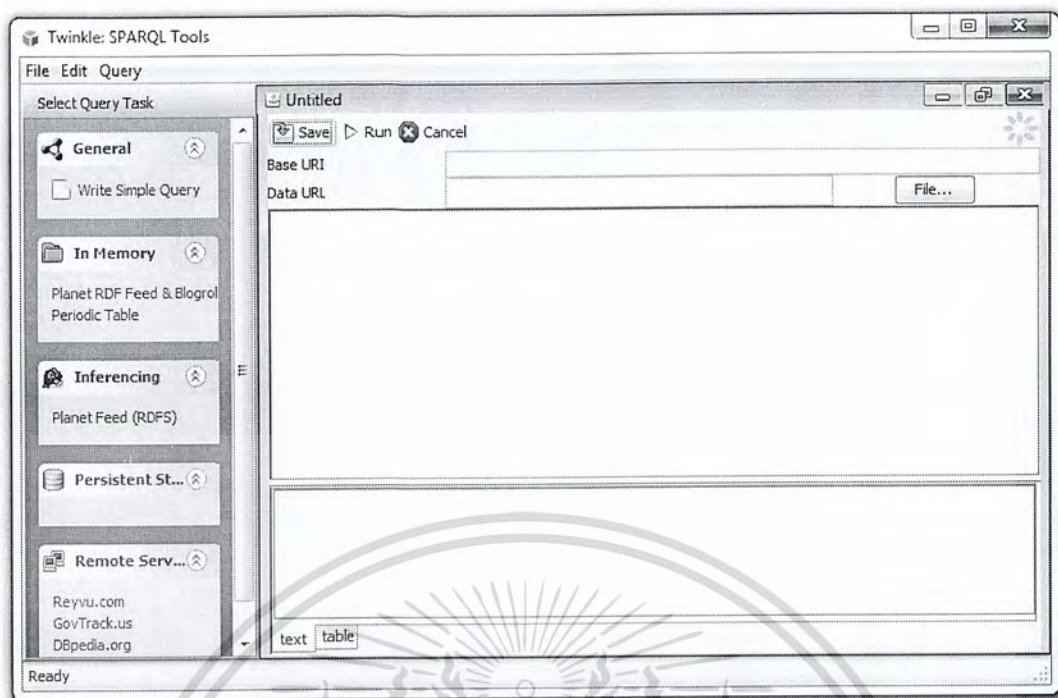 Twinkle: SPARQL Tools
File Edit Query
Select Query Task
General
Write Simple Query
In Memory
Planet RDF Feed & Blogrol
Periodic Table
Inferencing
Planet Feed (RDFS)
Persistent St...
Remote Serv...
Reyvu.com
GovTrack.us
DBpedia.org
Untitled
Save Run Cancel
Base URI
Data URL File...
text table
Ready